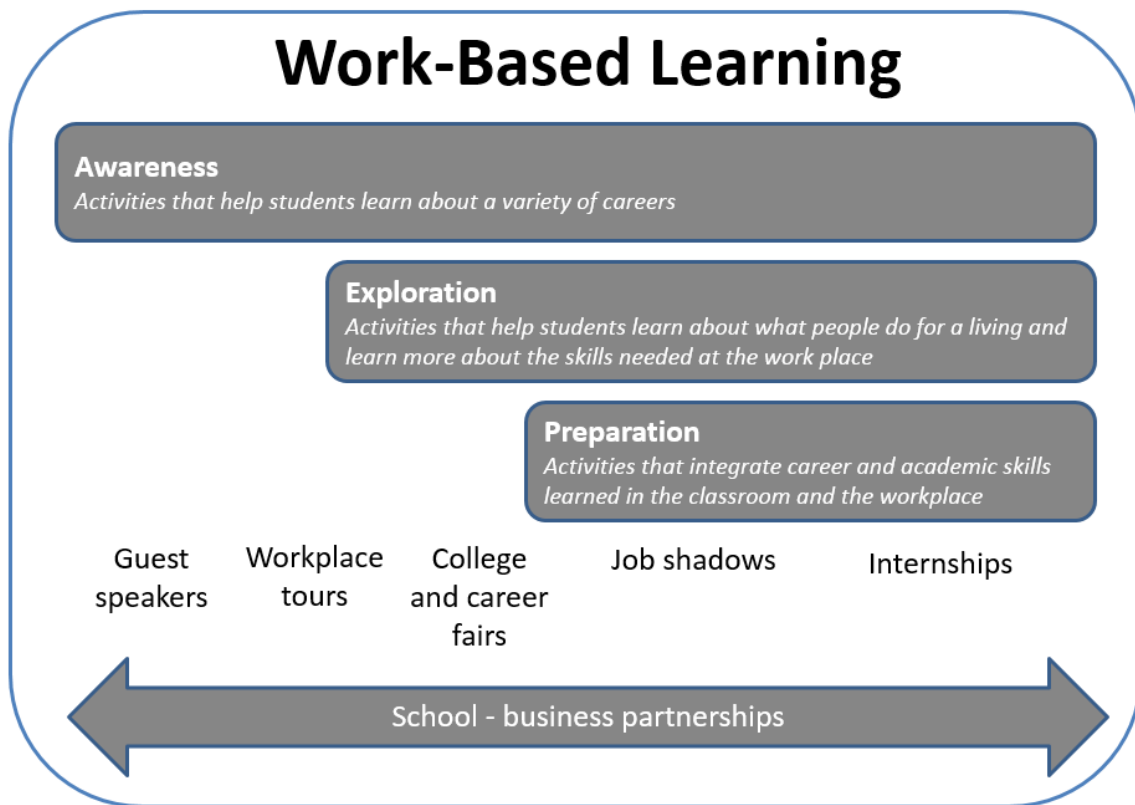 Work-Based Learning
Awareness
Activities that help students learn about a variety of careers
Exploration
Activities that help students learn about what people do for a living and
learn more about the skills needed at the work place
Preparation
Activities that integrate career and academic skills
learned in the classroom and the workplace
Guest
speakers
Workplace
tours
College
and career
fairs
Job shadows
Internships
School - business partnerships